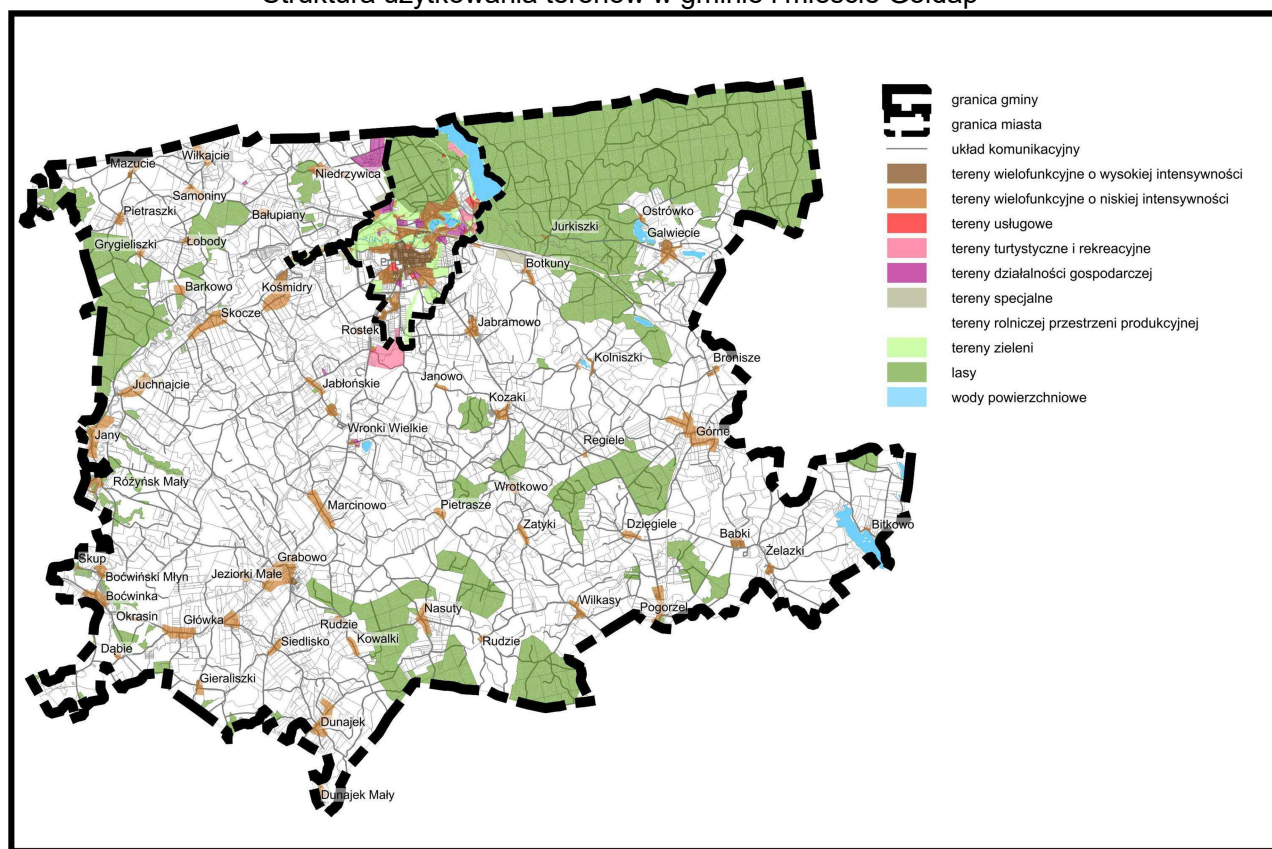 Struktura użytkowania terenów w gminie i mieście Gołdap
granica gminy
granica miasta
układ komunikacyjny
tereny wielofunkcyjne o wysokiej intensywności
tereny wielofunkcyjne o niskiej intensywności
tereny usługowe
tereny turtystyczne i rekreacyjne
tereny działalności gospodarczej
tereny specjalne
tereny rolniczej przestrzeni produkcyjnej
tereny zieleni
lasy
wody powierzchniowe
Mazucie
Wiłkajcie
Niedrzywica
Samoniny
Pietraszki
Bałupiany
Ostrówko
Grygieliszki
Łobody
Jurkiszki
Galwiecie
Botkuny
Barkowo
Kośmidry
Skocze
Rostek
Jabramowo
Kolniszki
Bronisze
Juchnajcie
Jabłońskie
Janowo
Kozaki
Jany
Wronki Wielkie
Górne
Regiele
Różyńsk Mały
Wrotkowo
Marcinowo
Pietrasze
Zatyki
Dzięgiele
Babki
Bitkowo
Żelazki
Skup
Grabowo
Boćwiński Młyn
Jeziorki Małe
Boćwinka
Okrasin
Główka
Rudzie
Nasuty
Wilkasy
Pogorzel
Dąbie
Siedlisko
Kowalki
Rudzie
Gieraliszki
Dunajek
Dunajek Mały